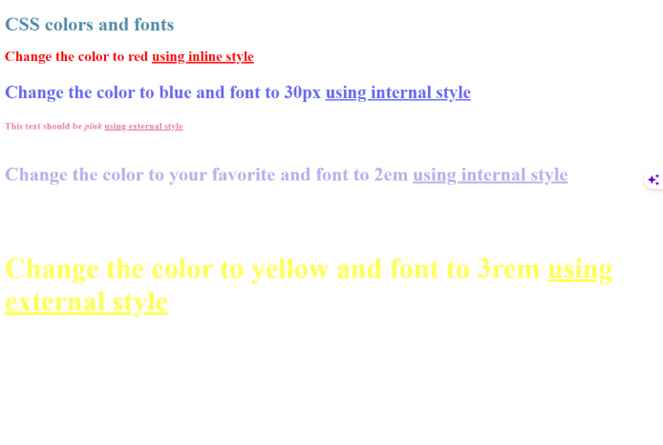 CSS colors and fonts
Change the color to red using inline style
Change the color to blue and font to 30px using internal style
This text should be pink using external style
Change the color to your favorite and font to 2em using internal style
Change the color to yellow and font to 3rem using
external style